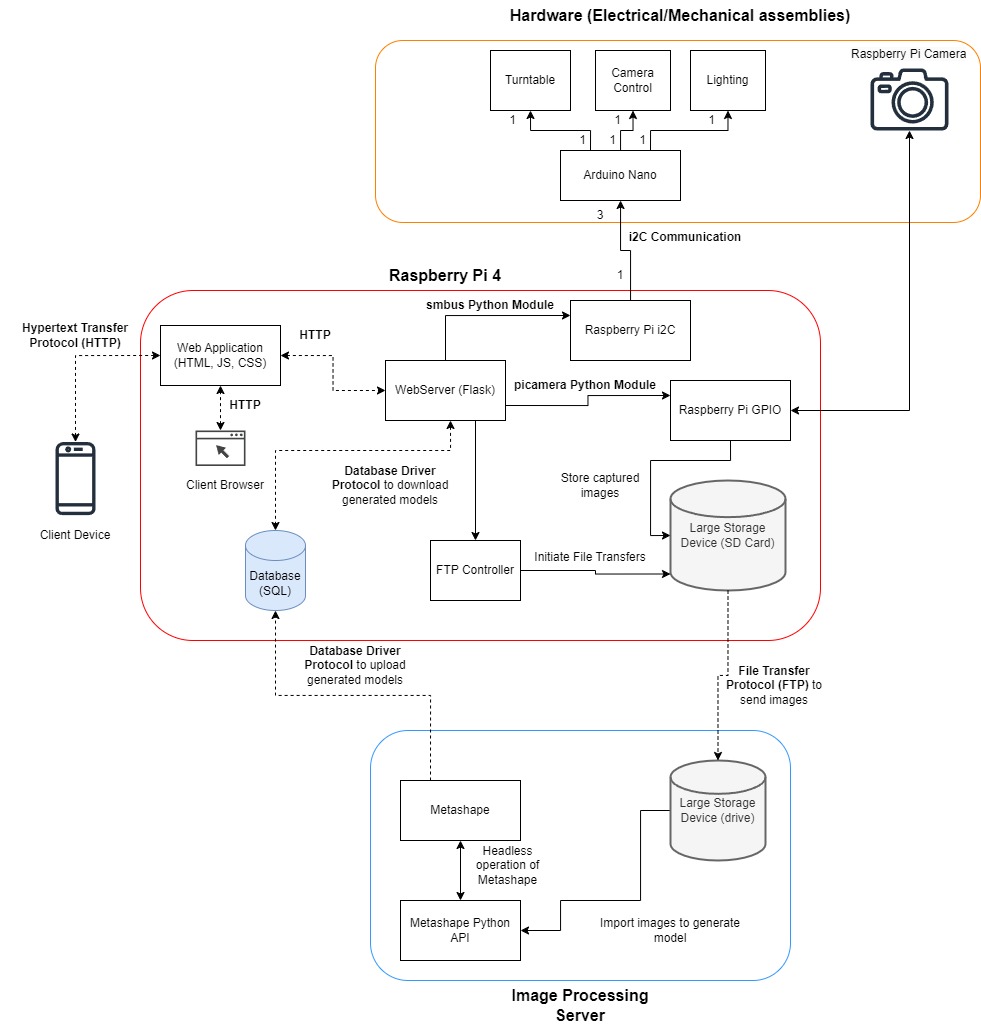 Hardware (Electrical/Mechanical assemblies)
Raspberry Pi Camera
Turntable
Camera
Control
Lighting
1
1
1
1
1
1
Arduino Nano
3
i2C Communication
1
Raspberry Pi 4
smbus Python Module
Raspberry Pi i2C
Hypertext Transfer
Protocol (HTTP)
Web Application
(HTML, JS, CSS)
HTTP
WebServer (Flask)
picamera Python Module
Raspberry Pi GPIO
HTTP
Client Browser
Client Device
Database Driver
Protocol to download
generated models
Store captured
images
Large Storage
Device (SD Card)
Database
(SQL)
FTP Controller
Initiate File Transfers
Database Driver
Protocol to upload
generated models
File Transfer
Protocol (FTP) to
send images
Metashape
Large Storage
Device (drive)
Headless
operation of
Metashape
Metashape Python
API
Import images to generate
model
Image Processing
Server